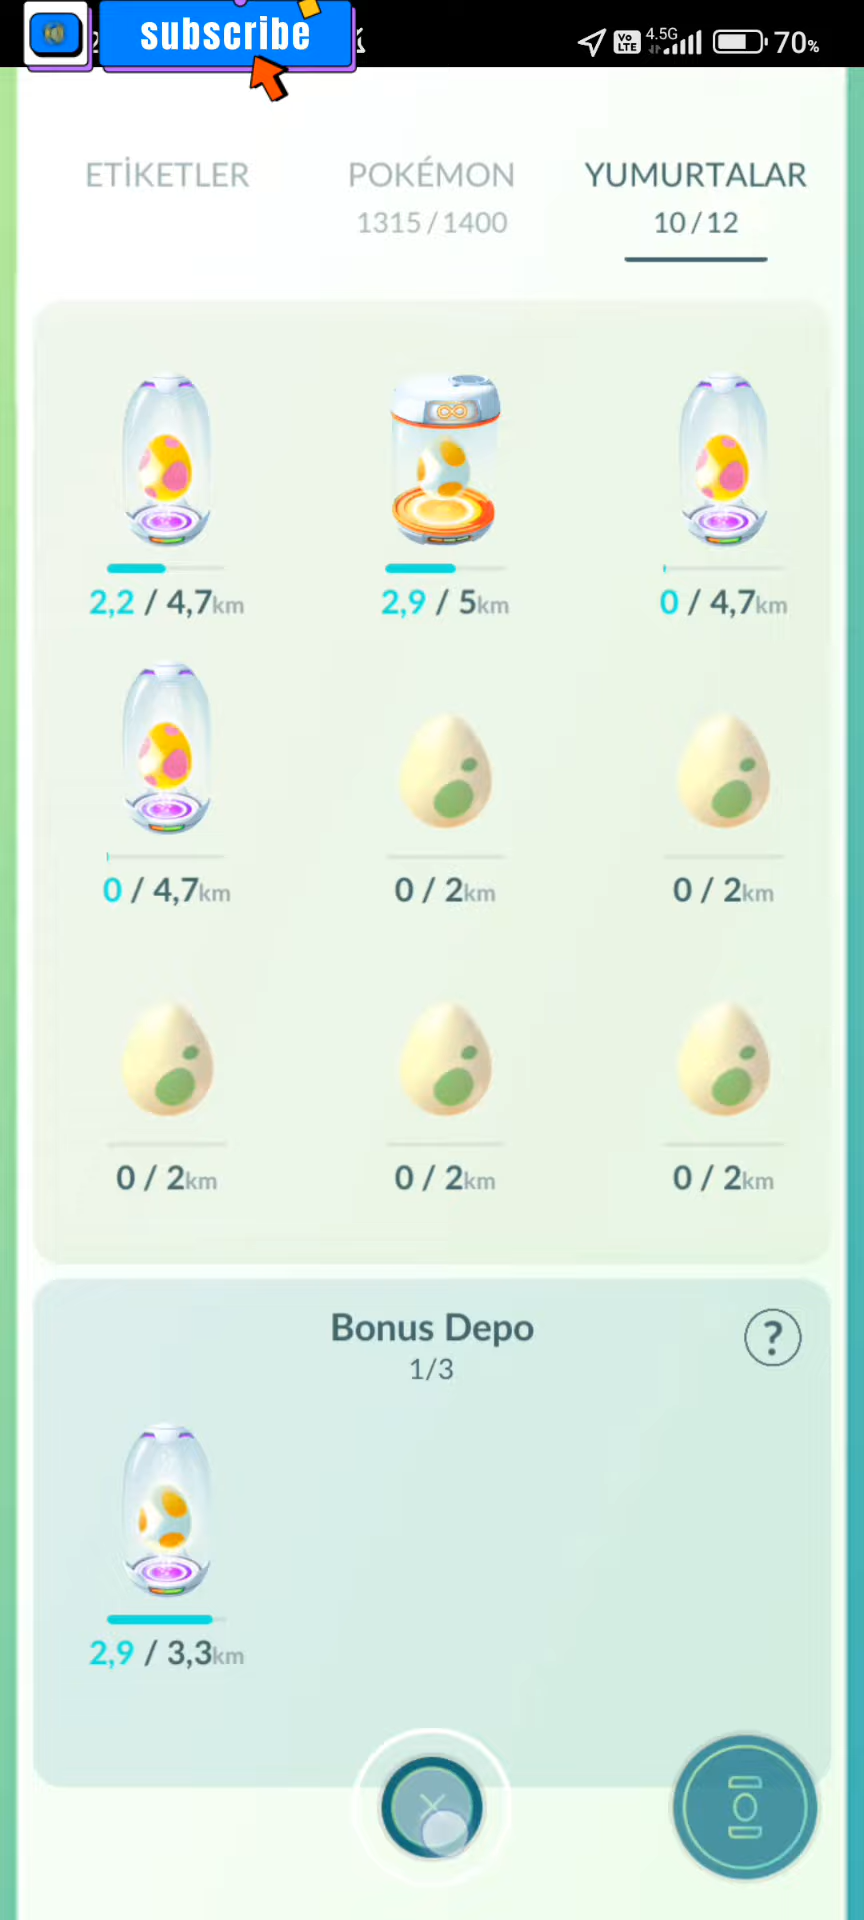 subscribe
VO LTE 4.5G 70%
ETİKETLER POKÉMON YUMURTALAR
1315/1400 10/12
2,2 / 4,7km 2,9 / 5km 0 / 4,7km
0 / 4,7km 0 / 2km 0 / 2km
0 / 2km 0 / 2km 0 / 2km
Bonus Depo
?
1/3
2,9 / 3,3km